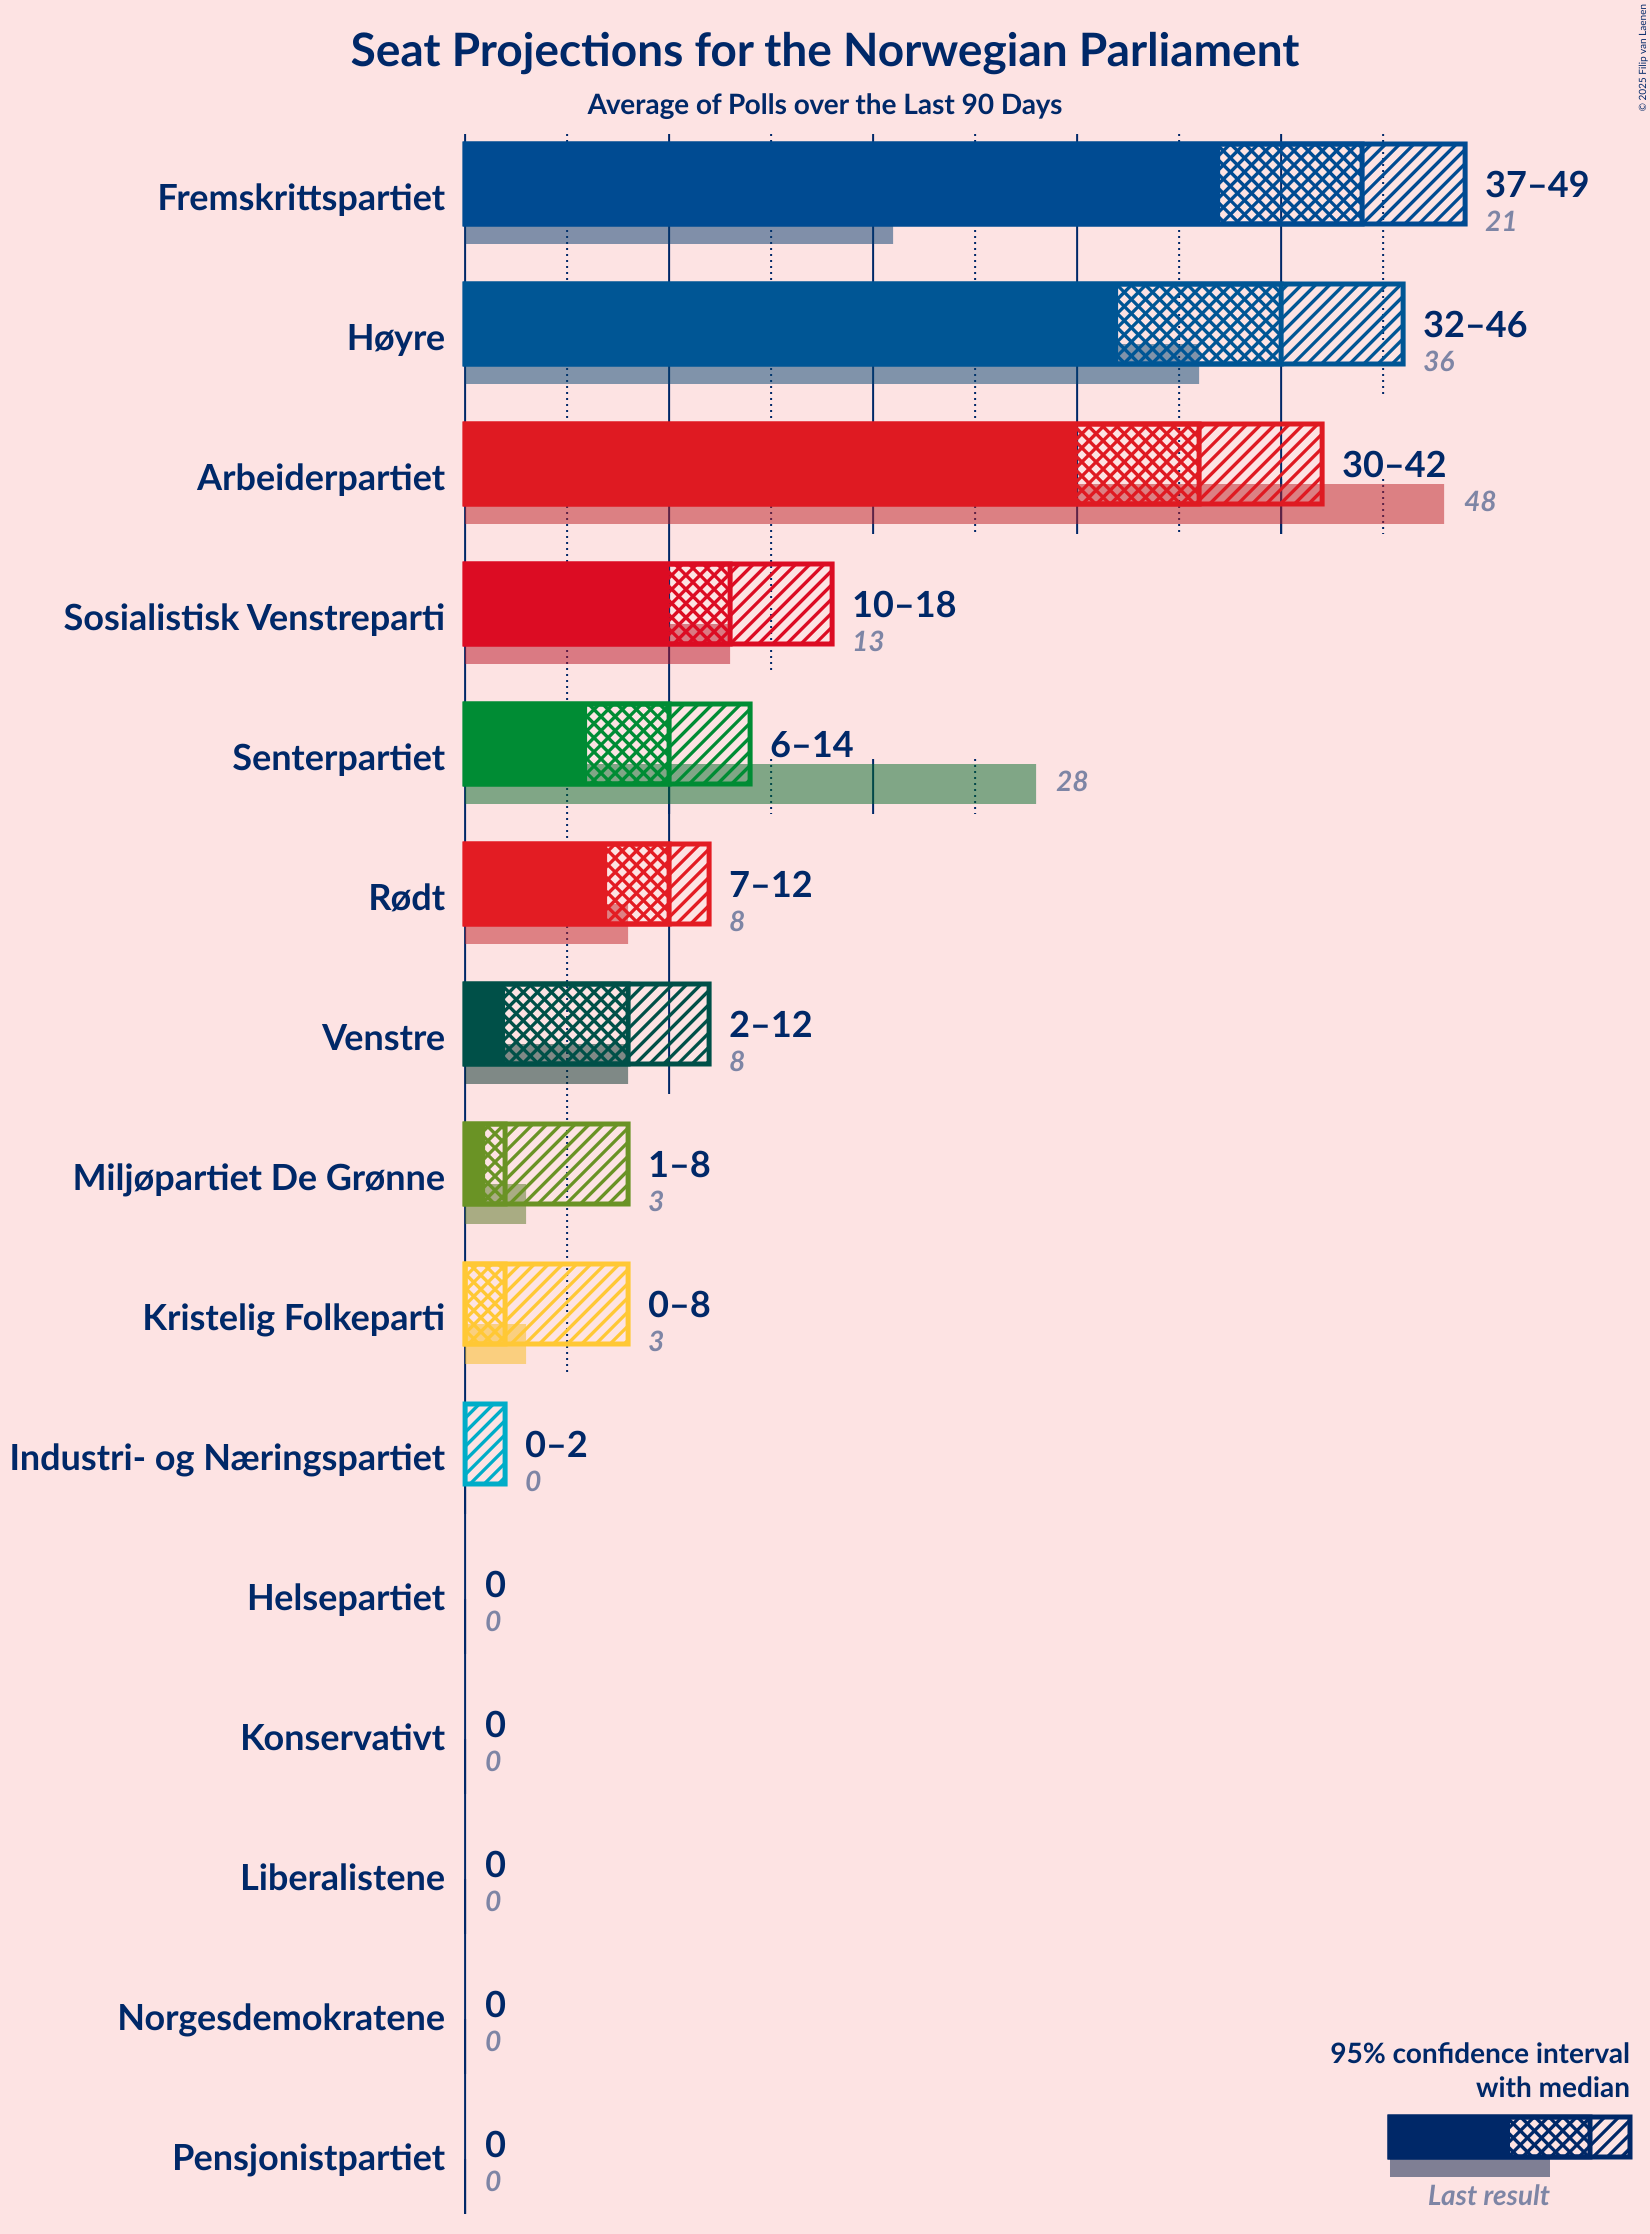 © 2025 Filip van Laenen
Seat Projections for the Norwegian Parliament
Average of Polls over the Last 90 Days
Fremskrittspartiet
37–49
21
Høyre
32–46
36
Arbeiderpartiet
30–42
48
Sosialistisk Venstreparti
10–18
13
Senterpartiet
6–14
28
Rødt
7–12
8
Venstre
2–12
8
Miljøpartiet De Grønne
1–8
3
Kristelig Folkeparti
0–8
3
Industri- og Næringspartiet
0–2
0
Helsepartiet
0
0
Konservativt
0
0
Liberalistene
0
0
Norgesdemokratene
0
0
Pensjonistpartiet
0
0
95% confidence interval
with median
Last result